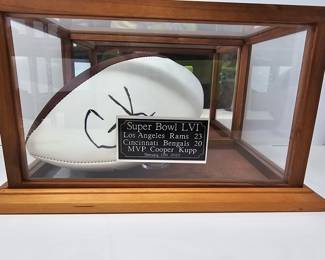 Super Bowl LVI
Los Angeles Rams 23
Cincinnati Bengals 20
MVP Cooper Kupp